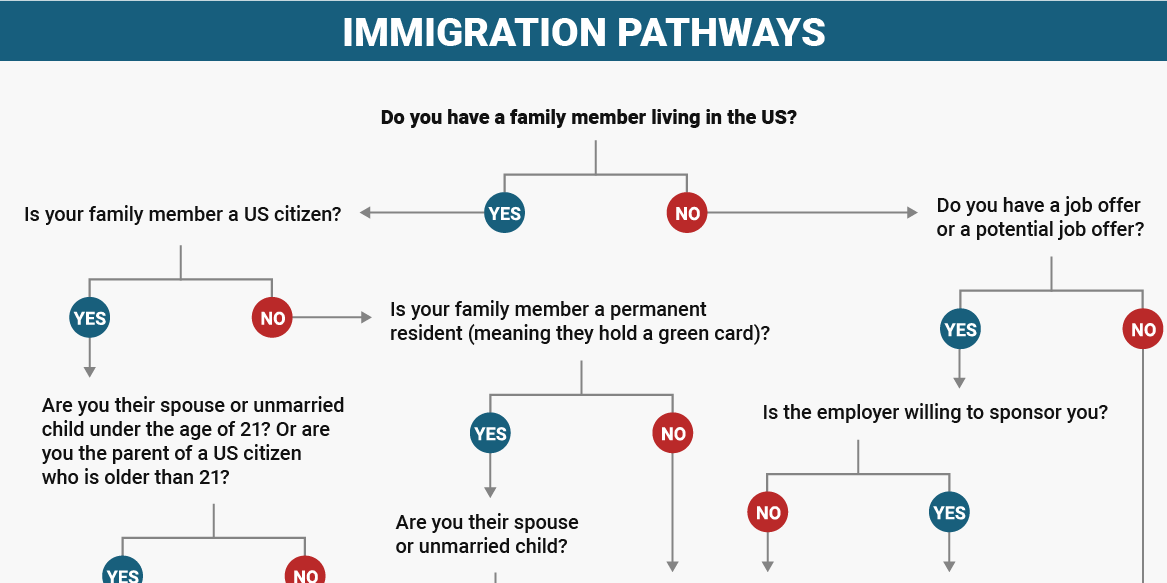 IMMIGRATION PATHWAYS
Do you have a family member living in the US?
Is your family member a US citizen?
YES
NO
Do you have a job offer
or a potential job offer?
YES
NO
Is your family member a permanent
resident (meaning they hold a green card)?
YES
NO
Are you their spouse or unmarried
child under the age of 21? Or are
you the parent of a US citizen
who is older than 21?
YES
NO
Is the employer willing to sponsor you?
NO
YES
Are you their spouse
or unmarried child?
YES
NO